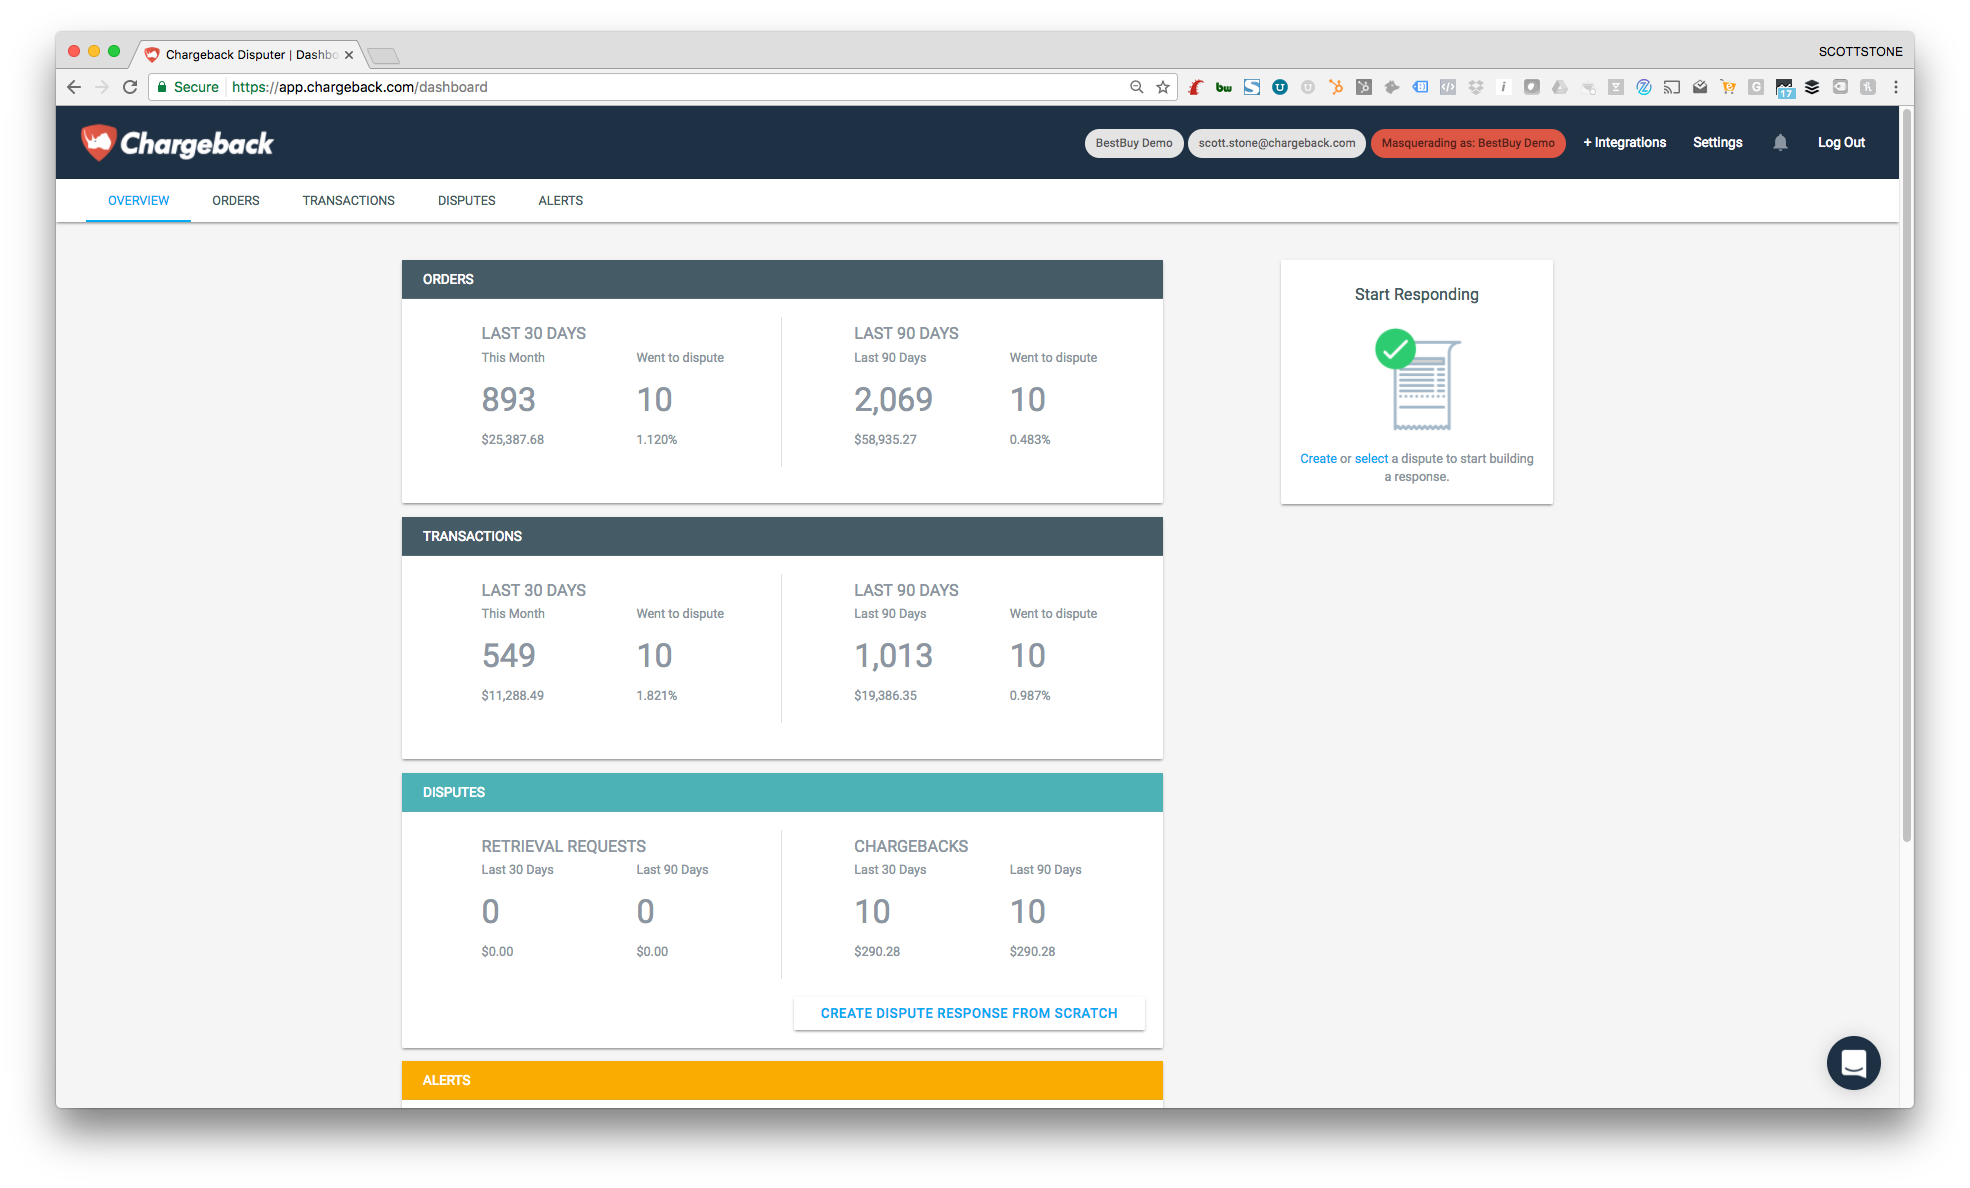 Chargeback Disputer | Dashbo
SCOTTSTONE
Secure
https://app.chargeback.com/dashboard
bw
17
Chargeback
BestBuy Demo
scott.stone@chargeback.com
Masquerading as: BestBuy Demo
+ Integrations
Settings
Log Out
OVERVIEW
ORDERS
TRANSACTIONS
DISPUTES
ALERTS
ORDERS
LAST 30 DAYS
This Month
Went to dispute
893
10
$25,387.68
1.120%
LAST 90 DAYS
Last 90 Days
Went to dispute
2,069
10
$58,935.27
0.483%
Start Responding
Create or select a dispute to start building
a response.
TRANSACTIONS
LAST 30 DAYS
This Month
Went to dispute
549
10
$11,288.49
1.821%
LAST 90 DAYS
Last 90 Days
Went to dispute
1,013
10
$19,386.35
0.987%
DISPUTES
RETRIEVAL REQUESTS
Last 30 Days
Last 90 Days
0
0
$0.00
$0.00
CHARGEBACKS
Last 30 Days
Last 90 Days
10
10
$290.28
$290.28
CREATE DISPUTE RESPONSE FROM SCRATCH
ALERTS